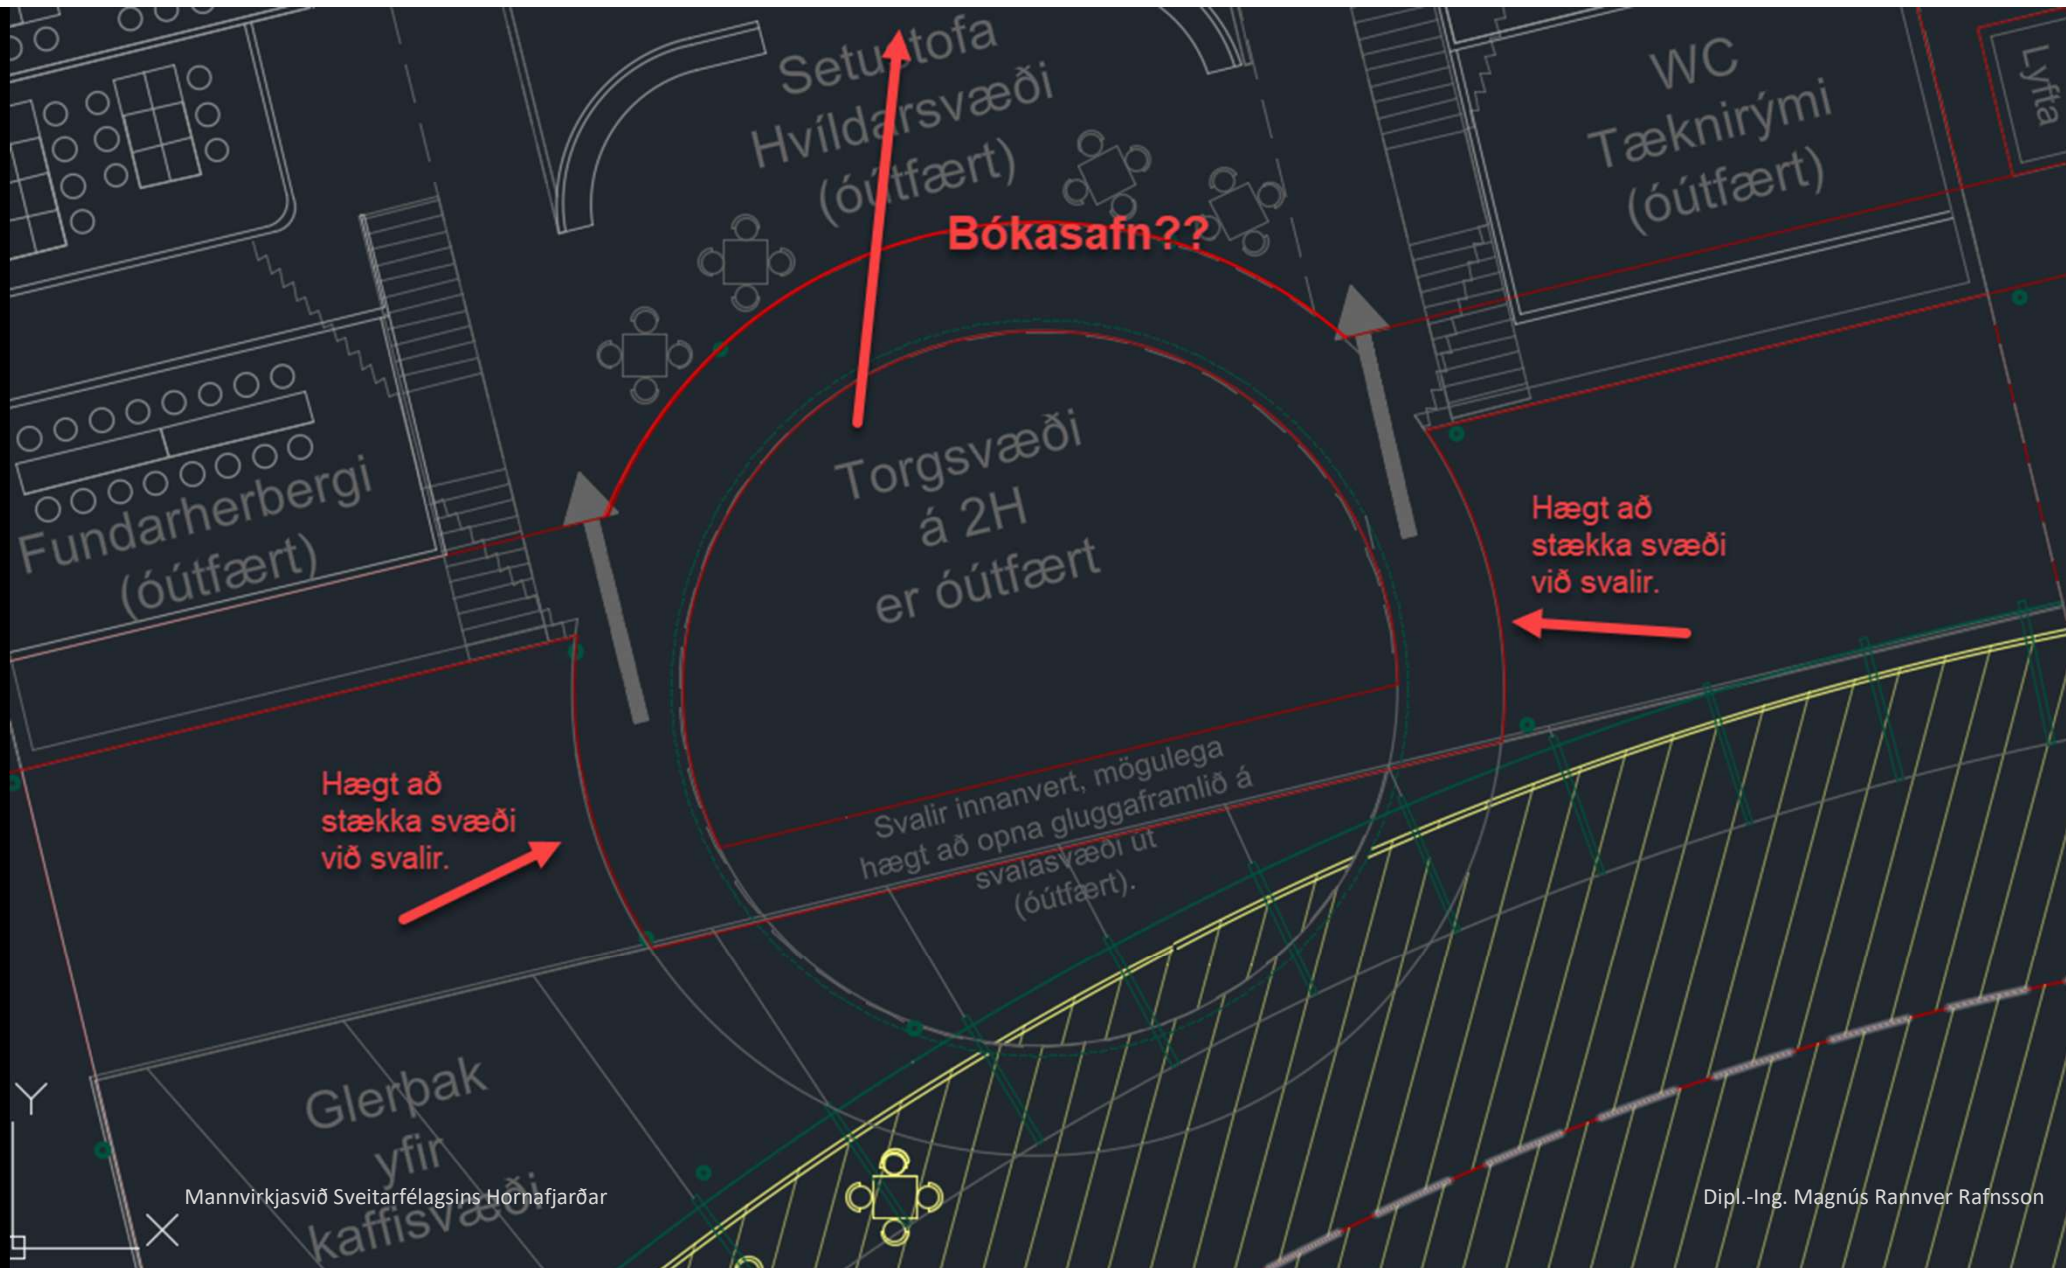 Setustofa
Hvíldarsvæði
(óútfært)
WC
Tæknirými
(óútfært)
Lyfta
Bókasafn??
Fundarherbergi
(óútfært)
Torgsvæði
á 2H
er óútfært
Hægt að
stækka svæði
við svalir.
Hægt að
stækka svæði
við svalir.
Svalir innanvert, mögulega
hægt að opna gluggaframlið á
svalasvæði út
(óútfært).
Glerþak
yfir
kaffisvæði
Y
X
Mannvirkjasvið Sveitarfélagsins Hornafjarðar
Dipl.-Ing. Magnús Rannver Rafnsson